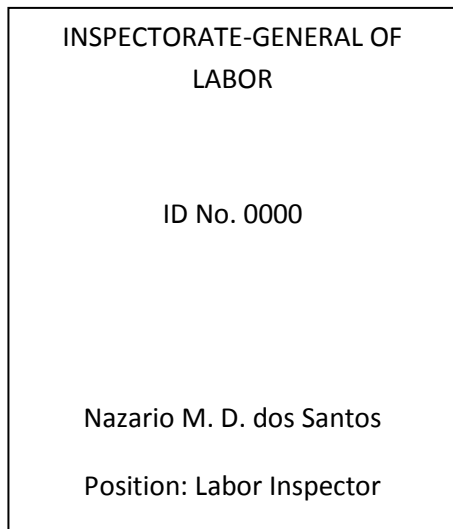 INSPECTORATE-GENERAL OF
LABOR
ID No. 0000
Nazario M. D. dos Santos
Position: Labor Inspector